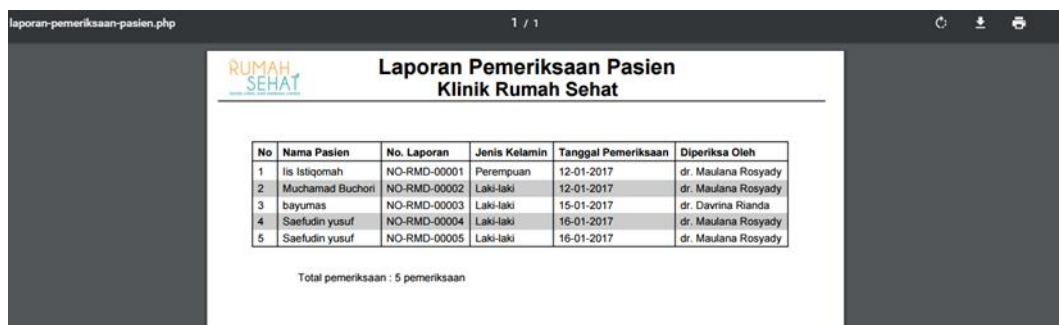 laporan-pemeriksaan-pasien.php 1 / 1
RUMAH
SEHAT
Laporan Pemeriksaan Pasien
Klinik Rumah Sehat
No Nama Pasien No. Laporan Jenis Kelamin Tanggal Pemeriksaan Diperiksa Oleh
1 Iis Istiqomah NO-RMD-00001 Perempuan 12-01-2017 dr. Maulana Rosyady
2 Muchamad Buchori NO-RMD-00002 Laki-laki 12-01-2017 dr. Maulana Rosyady
3 bayumas NO-RMD-00003 Laki-laki 15-01-2017 dr. Davrina Rianda
4 Saefudin yusuf NO-RMD-00004 Laki-laki 16-01-2017 dr. Maulana Rosyady
5 Saefudin yusuf NO-RMD-00005 Laki-laki 16-01-2017 dr. Maulana Rosyady
Total pemeriksaan : 5 pemeriksaan